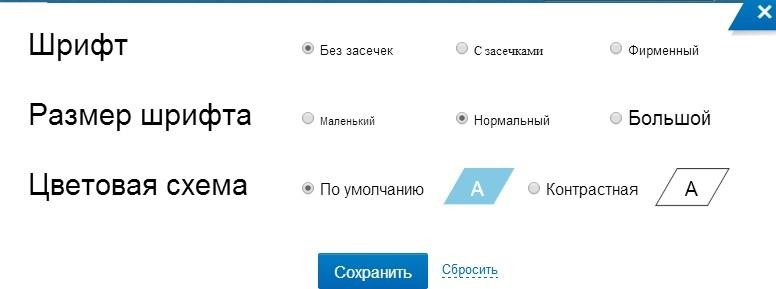 Шрифт Без засечек С засечками Фирменный
Размер шрифта Маленький Нормальный Большой
Цветовая схема По умолчанию А Контрастная А
Сохранить Сбросить